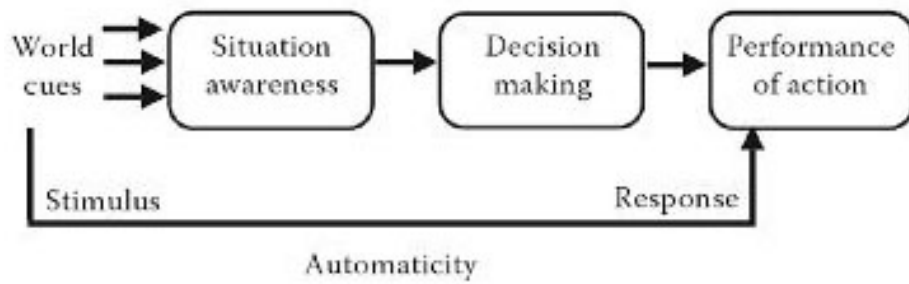 World
cues
Situation
awareness
Decision
making
Performance
of action
Stimulus
Response
Automaticity